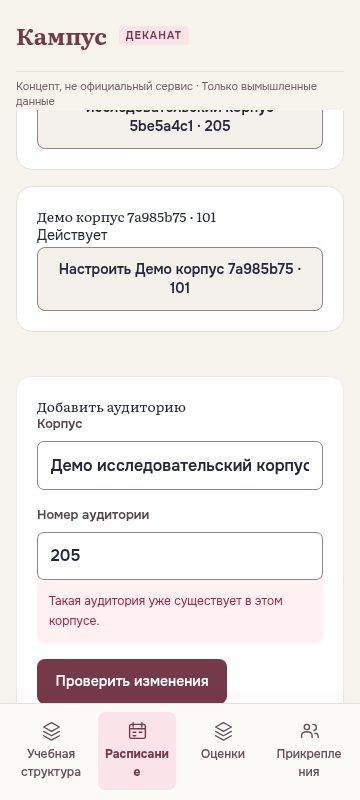 Кампус
ДЕКАНАТ
Концепт, не официальный сервис · Только вымышленные
данные
исследовательский корпус
5be5a4c1 · 205
Демо корпус 7a985b75 · 101
Действует
Настроить Демо корпус 7a985b75 ·
101
Добавить аудиторию
Корпус
Демо исследовательский корпус
Номер аудитории
205
Такая аудитория уже существует в этом
корпусе.
Проверить изменения
Учебная
структура
Расписани
е
Оценки
Прикрепле
ния